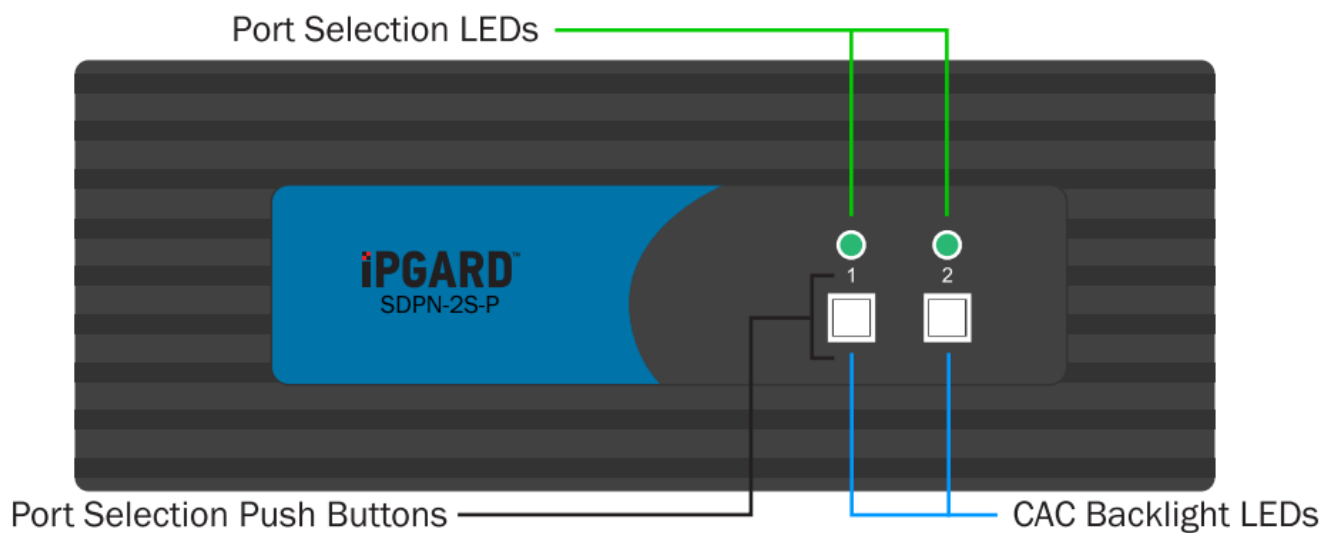 Port Selection LEDs
iPGARD™
SDPN-2S-P
1
2
Port Selection Push Buttons
CAC Backlight LEDs